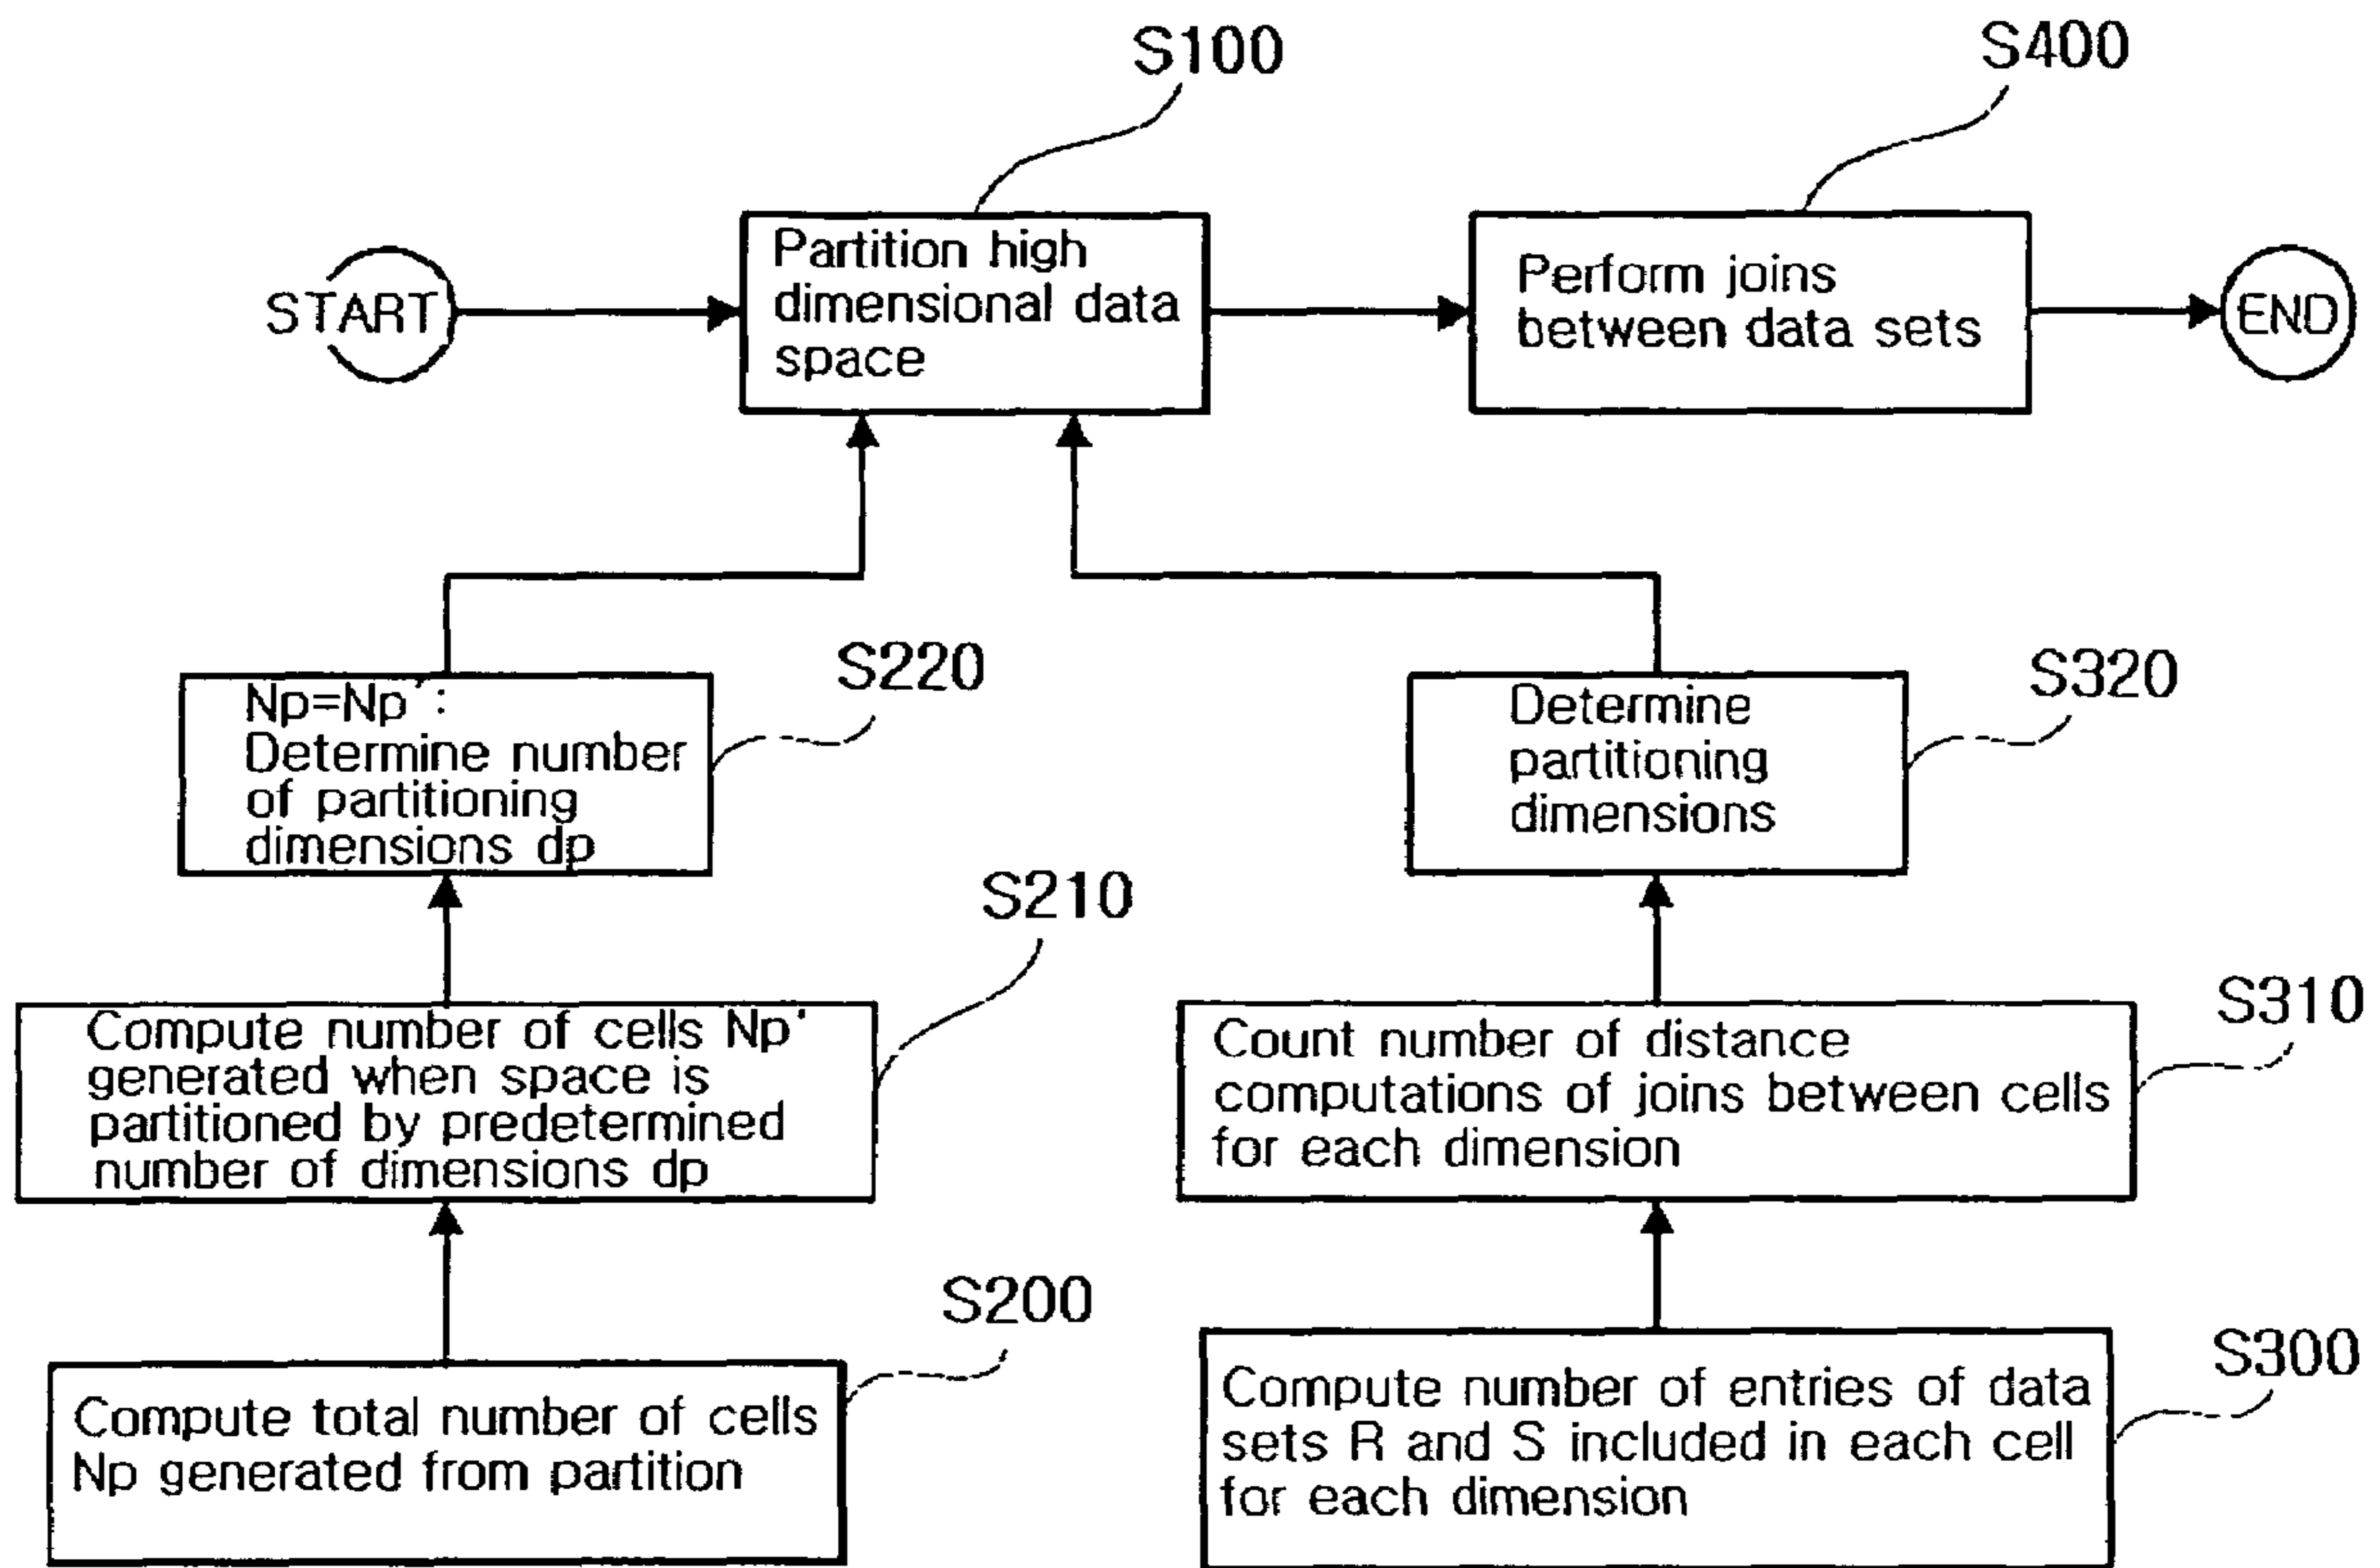 S100
S400
START
Partition high
dimensional data
space
Perform joins
between data sets
END
S220
Np=Np′:
Determine number
of partitioning
dimensions dp
S320
Determine
partitioning
dimensions
S210
Compute number of cells Np′
generated when space is
partitioned by predetermined
number of dimensions dp
S310
Count number of distance
computations of joins between cells
for each dimension
S200
Compute total number of cells
Np generated from partition
S300
Compute number of entries of data
sets R and S included in each cell
for each dimension